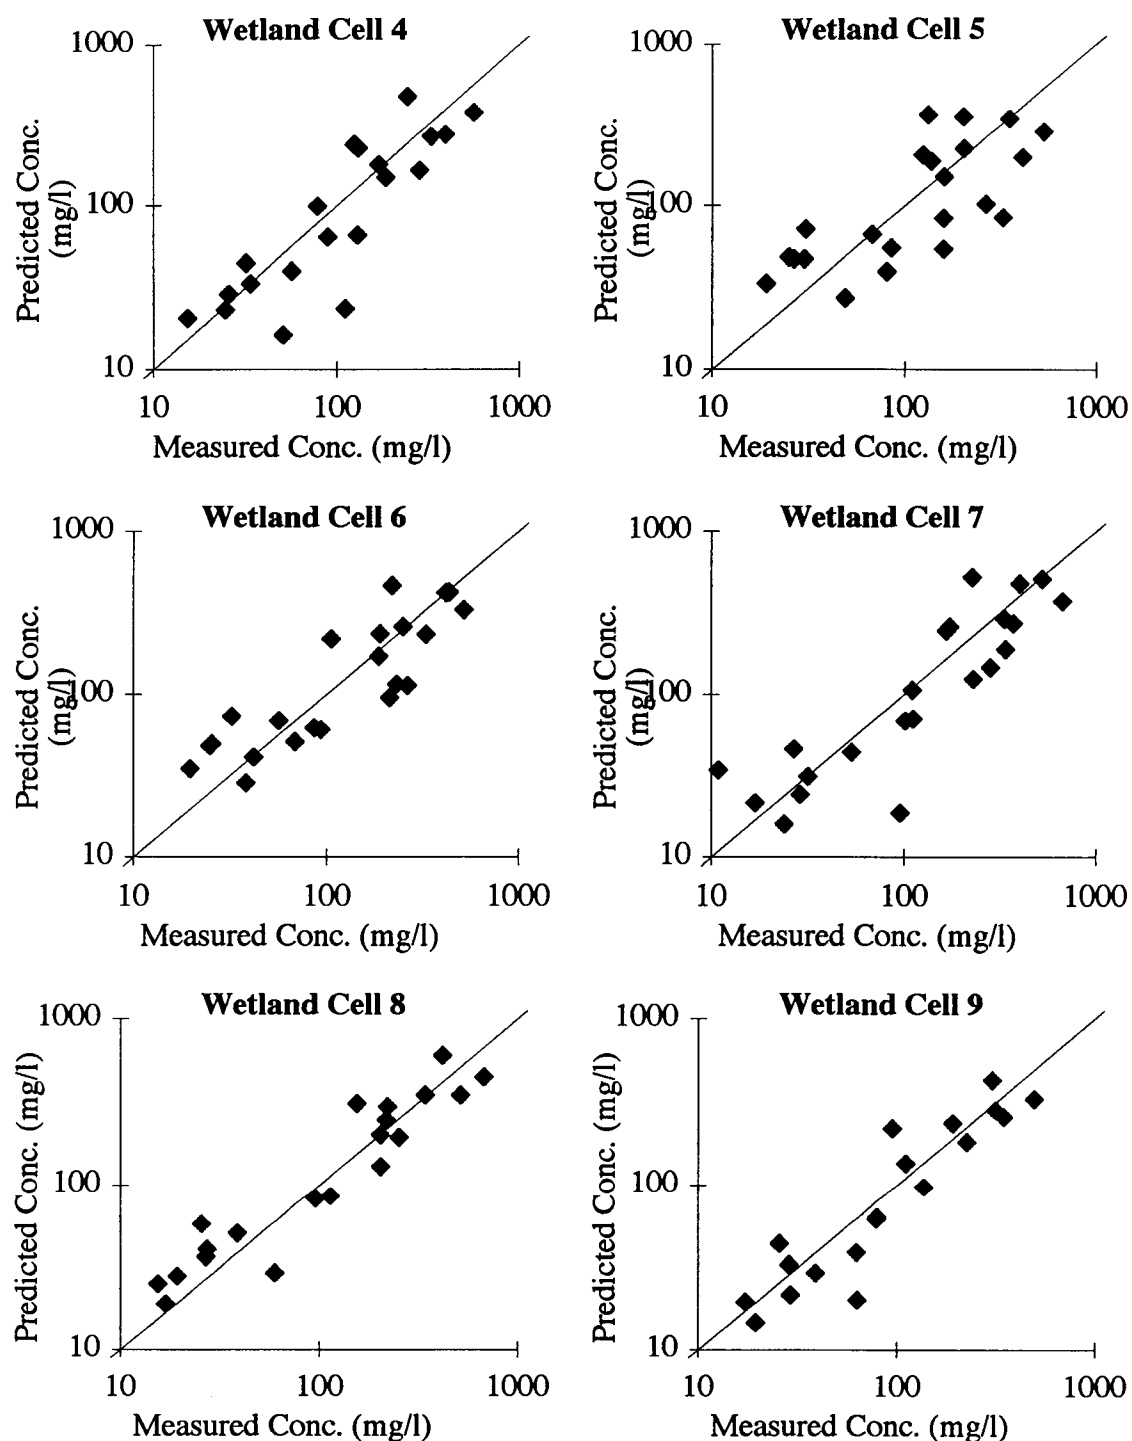 Wetland Cell 4
1000
100
10
Predicted Conc.
(mg/l)
10 100 1000
Measured Conc. (mg/l)
Wetland Cell 5
1000
100
10
Predicted Conc.
(mg/l)
10 100 1000
Measured Conc. (mg/l)
Wetland Cell 6
1000
100
10
Predicted Conc.
(mg/l)
10 100 1000
Measured Conc. (mg/l)
Wetland Cell 7
1000
100
10
Predicted Conc.
(mg/l)
10 100 1000
Measured Conc. (mg/l)
Wetland Cell 8
1000
100
10
Predicted Conc. (mg/l)
10 100 1000
Measured Conc. (mg/l)
Wetland Cell 9
1000
100
10
Predicted Conc. (mg/l)
10 100 1000
Measured Conc. (mg/l)